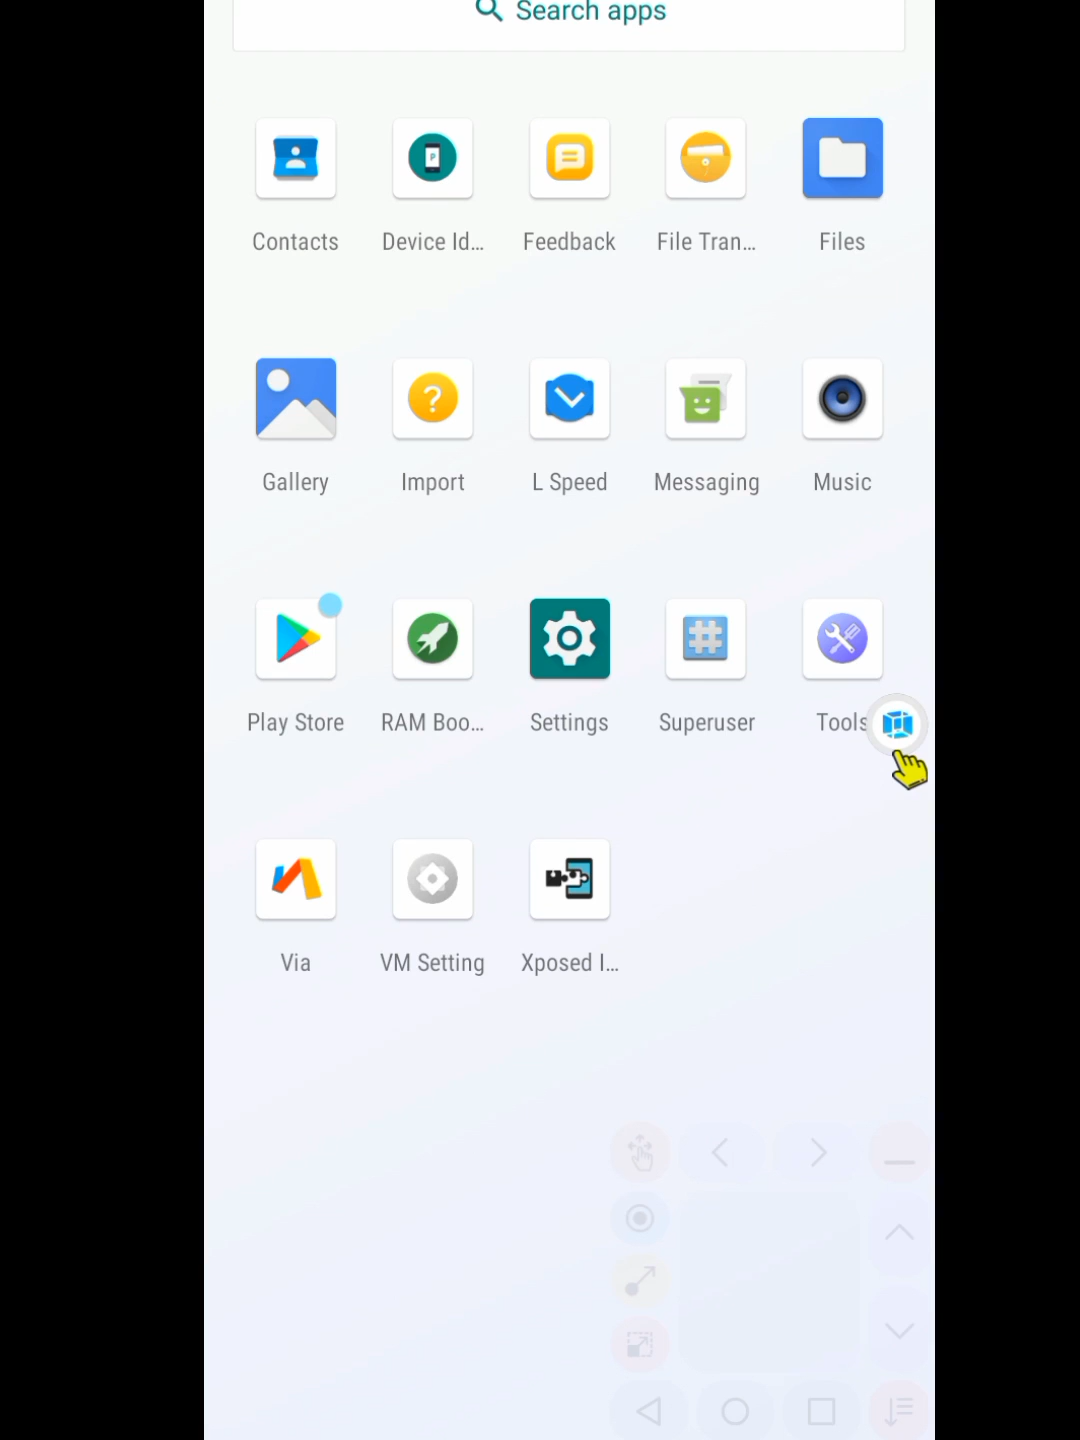 Search apps
Contacts
Device Id...
Feedback
File Tran...
Files
Gallery
Import
L Speed
Messaging
Music
Play Store
RAM Boo...
Settings
Superuser
Tools
Via
VM Setting
Xposed I...